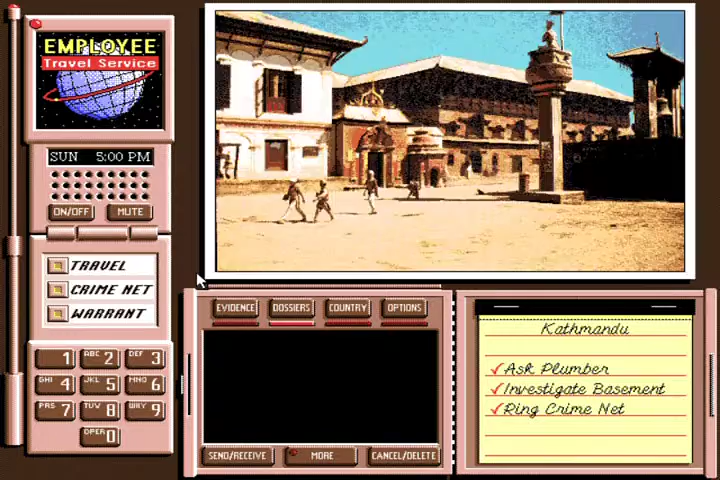 EMPLOYEE
Travel Service
SUN 5:00 PM
ON/OFF MUTE
TRAVEL
CRIME NET
WARRANT
1 ABC 2 DEF 3
GHI 4 JKL 5 MNO 6
PRS 7 TUV 8 WXY 9
OPER 0
EVIDENCE DOSSIERS COUNTRY OPTIONS
SEND/RECEIVE MORE CANCEL/DELETE
Kathmandu
Ask Plumber
Investigate Basement
Ring Crime Net